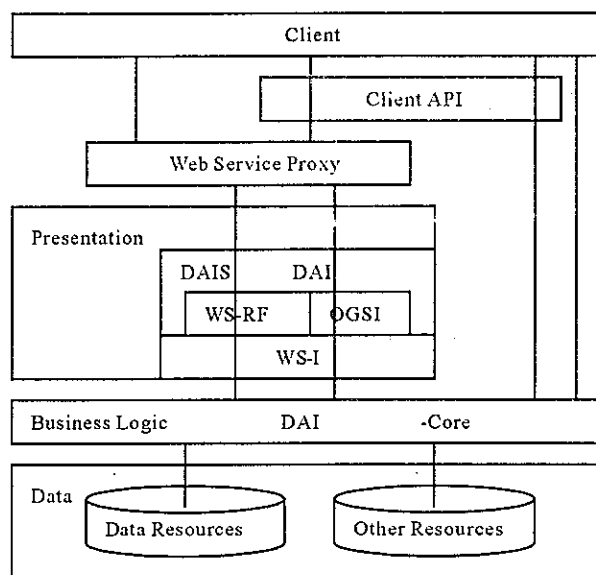 Client
Client API
Web Service Proxy
Presentation
DAIS DAI
WS-RF OGSI
WS-I
Business Logic DAI -Core
Data
Data Resources Other Resources